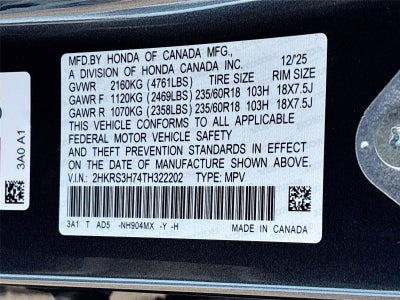 MFD.BY HONDA OF CANADA MFG., 12/25
A DIVISION OF HONDA CANADA INC.
GVWR 2160KG (4761LBS) TIRE SIZE RIM SIZE
GAWR F 1120KG (2469LBS) 235/60R18 103H 18X7.5J
GAWR R 1070KG (2358LBS) 235/60R18 103H 18X7.5J
THIS VEHICLE CONFORMS TO ALL APPLICABLE
FEDERAL MOTOR VEHICLE SAFETY
AND THEFT PREVENTION STANDARDS IN EFFECT
ON THE DATE OF MANUFACTURE SHOWN ABOVE.
V.I.N.: 2HKRS3H74TH322202 TYPE: MPV
3A1 T AD5 -NH904MX -Y -H
MADE IN CANADA
3A0 A1